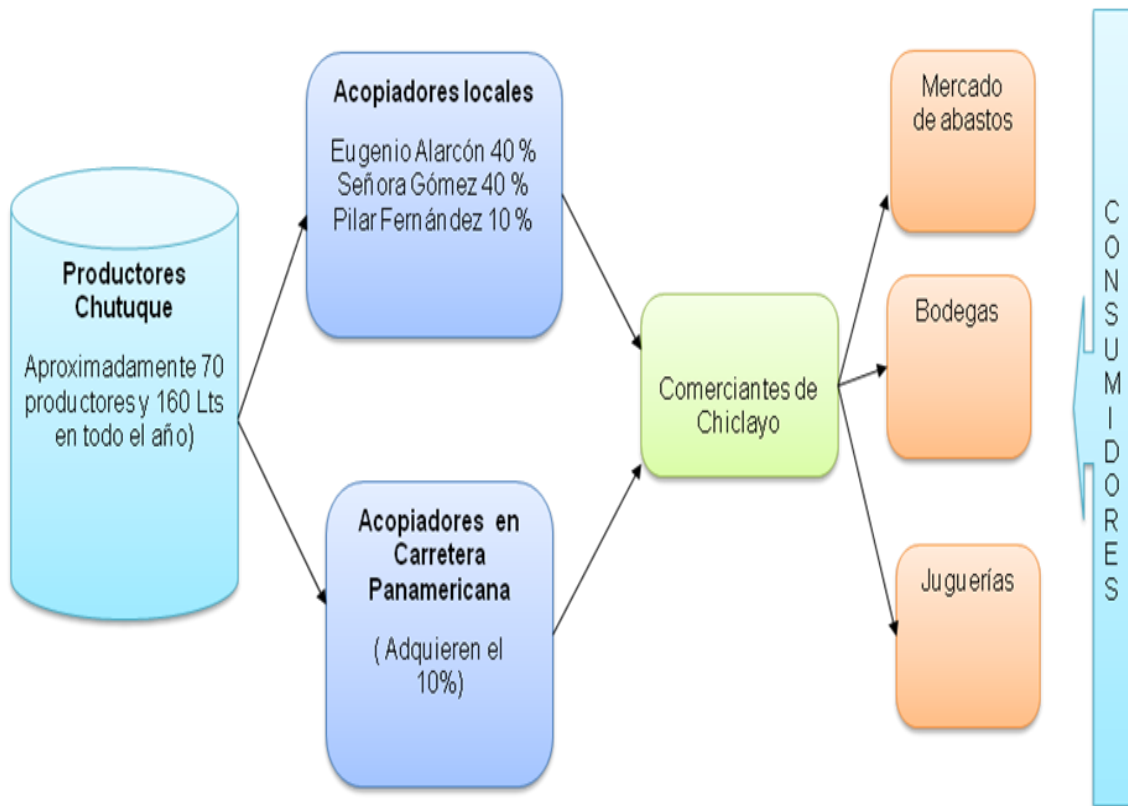 Productores
Chutuque
Aproximadamente 70
productores y 160 Lts
en todo el año)
Acopiadores locales
Eugenio Alarcón 40 %
Señora Gómez 40 %
Pilar Fernández 10 %
Acopiadores en
Carretera
Panamericana
( Adquieren el
10%)
Comerciantes de
Chiclayo
Mercado
de abastos
Bodegas
Juguerías
CONSUMIDORES